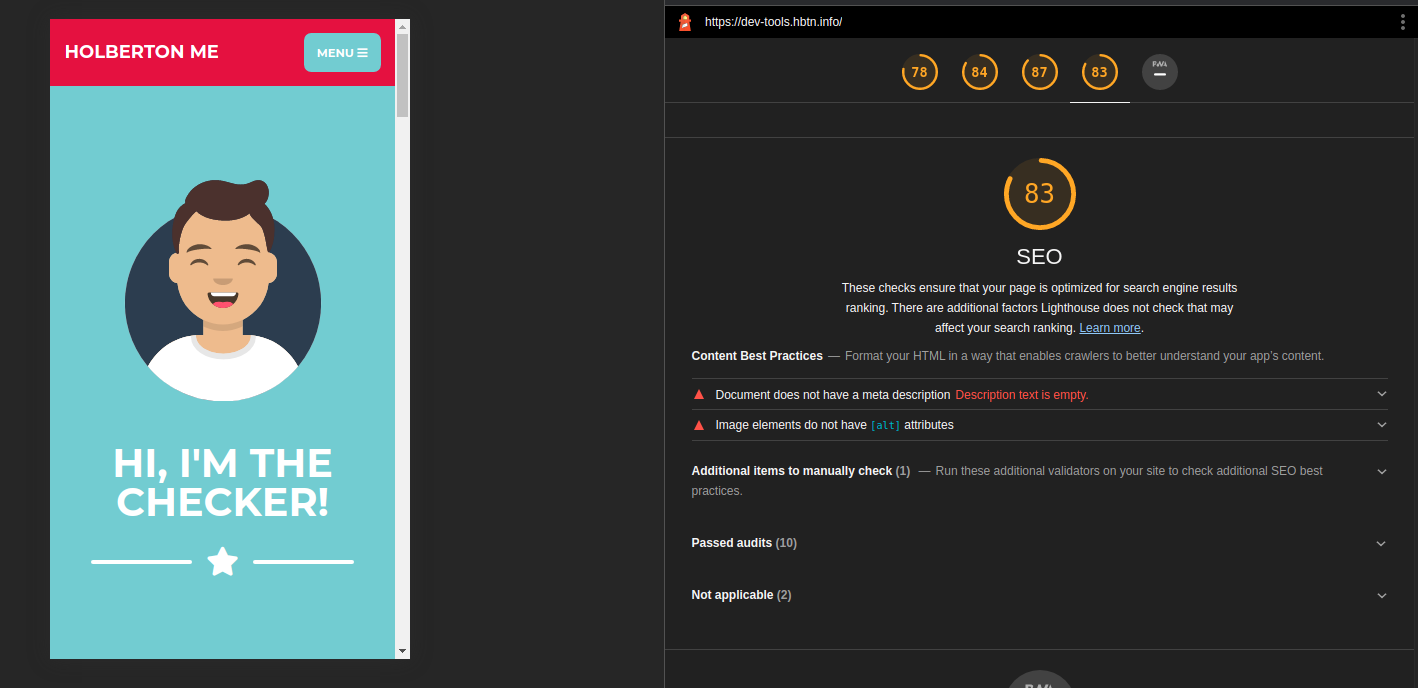 HOLBERTON ME
MENU
HI, I'M THE
CHECKER!
https://dev-tools.hbtn.info/
78
84
87
83
PWA
83
SEO
These checks ensure that your page is optimized for search engine results
ranking. There are additional factors Lighthouse does not check that may
affect your search ranking. Learn more.
Content Best Practices — Format your HTML in a way that enables crawlers to better understand your app's content.
Document does not have a meta description Description text is empty.
Image elements do not have [alt] attributes
Additional items to manually check (1) — Run these additional validators on your site to check additional SEO best
practices.
Passed audits (10)
Not applicable (2)
PWA